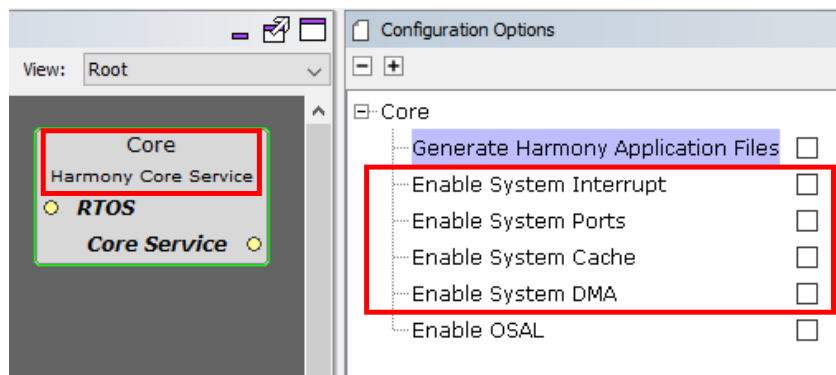 View: Root
Core
Harmony Core Service
RTOS
Core Service
Configuration Options
Core
Generate Harmony Application Files
Enable System Interrupt
Enable System Ports
Enable System Cache
Enable System DMA
Enable OSAL